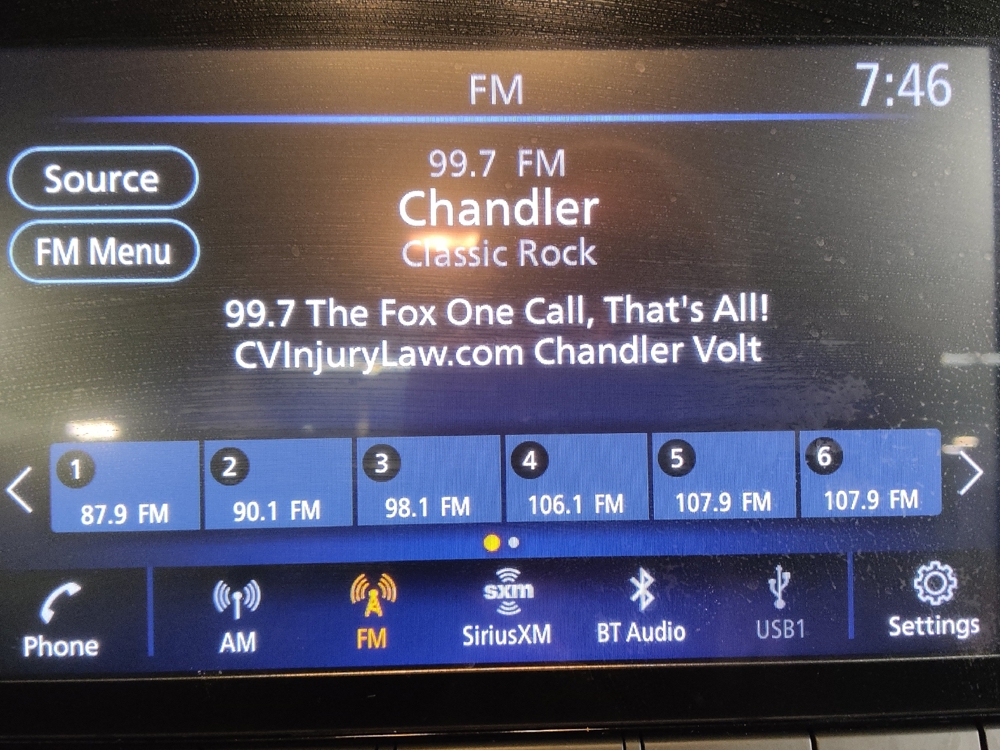 FM
7:46
Source
FM Menu
99.7 FM
Chandler
Classic Rock
99.7 The Fox One Call, That's All!
CVInjuryLaw.com Chandler Volt
1
87.9 FM
2
90.1 FM
3
98.1 FM
4
106.1 FM
5
107.9 FM
6
107.9 FM
Phone
AM
FM
sxm
SiriusXM
BT Audio
USB1
Settings